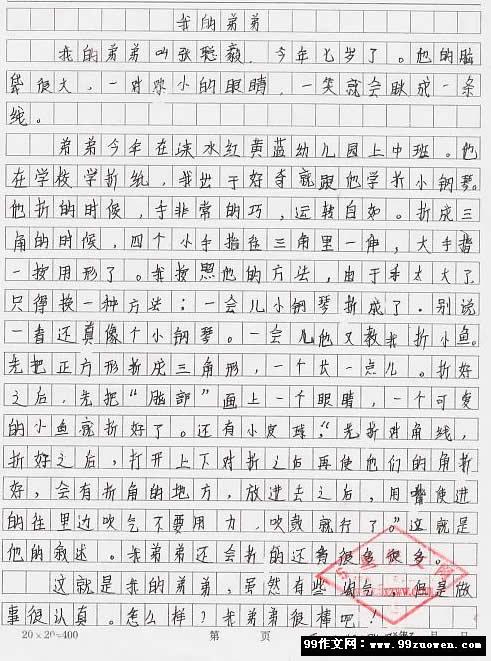 我的弟弟
我的弟弟叫张聪颖,今年七岁了。他的脑
袋很大,一对小的眼睛,一笑就会眯成一条
线。
弟弟今年在淡水红黄蓝幼儿园上中班。他
在学校学折纸,我出于好奇就跟他学折小钢琴。
他折的时候,手非常的巧,运转自如。折成三
角的时候,四个小手指在三角里一伸,大手指
一按用形了。我按照他的方法,由于手太大了
只得换一种方法;一会儿小钢琴折成了.别说
一看还真像个小钢琴。一会儿他又教我折小鱼。
先把正方形折成三角形,一个长一点儿。折好
之后,先把“脑部”画上一个眼睛,一个可爱
的小鱼就折好了。还有小皮球,“先折对角线,
折好之后,打开上下对折之后再使他们的角折
好,会有折角的地方,放进去之后,用嘴使进
的往里边吹气不要用力,吹鼓就行了。”这就是
他的叙述。我弟弟还会折的还有很多很多。
这就是我的弟弟,虽然有些气,但是做
事很认真。怎么样?我弟弟很棒吧!
20×20=400 第 页
99作文网:www.99zuowen.com